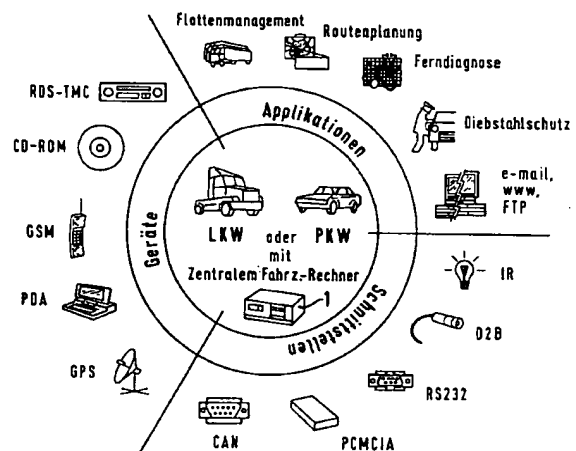 Flottenmanagement
Routenplanung
Ferndiagnose
Diebstahlschutz
e-mail,
www,
FTP
RDS-TMC
CD-ROM
GSM
PDA
GPS
Applikationen
Geräte
Schnittstellen
LKW oder PKW
mit
Zentralem Fahrz.-Rechner
1
IR
D2B
RS232
PCMCIA
CAN